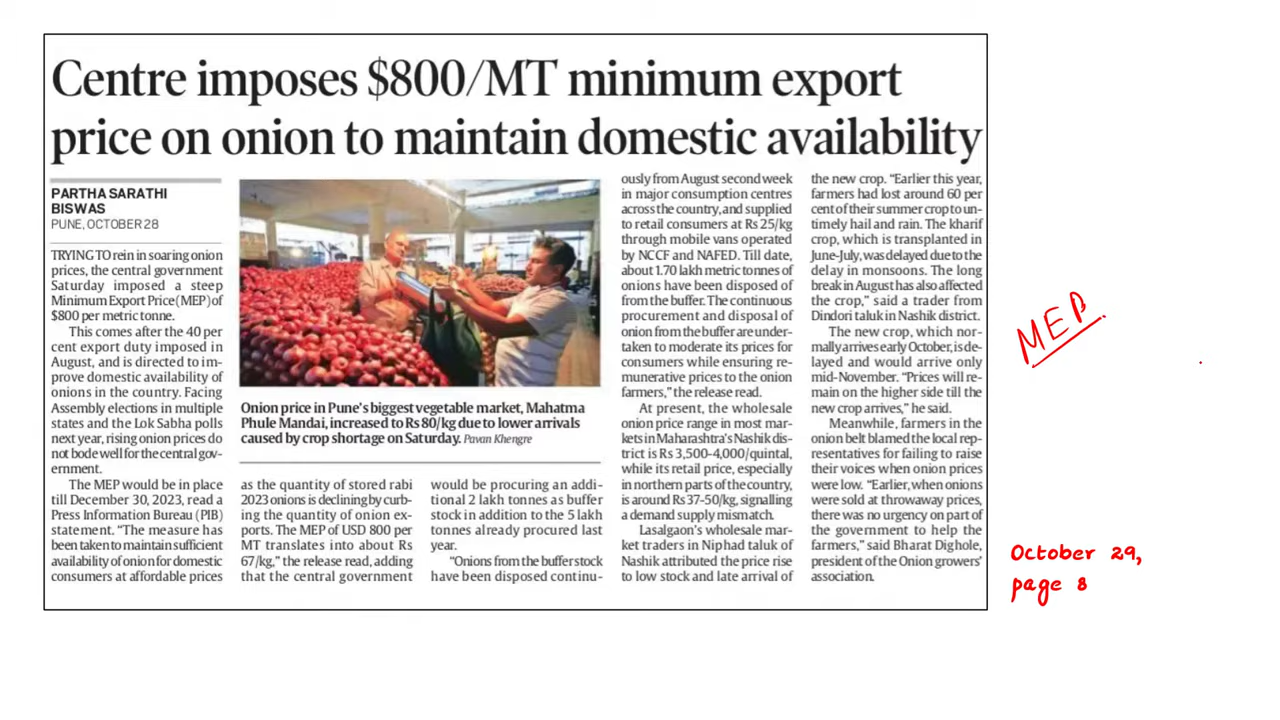 Centre imposes $800/MT minimum export
price on onion to maintain domestic availability
PARTHA SARATHI
BISWAS
PUNE, OCTOBER 28
TRYING TO rein in soaring onion
prices, the central government
Saturday imposed a steep
Minimum Export Price (MEP) of
$800 per metric tonne.
This comes after the 40 per
cent export duty imposed in
August, and is directed to im-
prove domestic availability of
onions in the country. Facing
Assembly elections in multiple
states and the Lok Sabha polls
next year, rising onion prices do
not bode well for the central gov-
ernment.
The MEP would be in place
till December 30, 2023, read a
Press Information Bureau (PIB)
statement. “The measure has
been taken to maintain sufficient
availability of onion for domestic
consumers at affordable prices
Onion price in Pune’s biggest vegetable market, Mahatma
Phule Mandai, increased to Rs 80/kg due to lower arrivals
caused by crop shortage on Saturday. Pavan Khengre
as the quantity of stored rabi
2023 onions is declining by curb-
ing the quantity of onion ex-
ports. The MEP of USD 800 per
MT translates into about Rs
67/kg,” the release read, adding
that the central government
would be procuring an addi-
tional 2 lakh tonnes as buffer
stock in addition to the 5 lakh
tonnes already procured last
year.
“Onions from the buffer stock
have been disposed continu-
ously from August second week
in major consumption centres
across the country, and supplied
to retail consumers at Rs 25/kg
through mobile vans operated
by NCCF and NAFED. Till date,
about 1.70 lakh metric tonnes of
onions have been disposed of
from the buffer. The continuous
procurement and disposal of
onion from the buffer are under-
taken to moderate its prices for
consumers while ensuring re-
munerative prices to the onion
farmers,” the release read.
At present, the wholesale
onion price range in most mar-
kets in Maharashtra’s Nashik dis-
trict is Rs 3,500-4,000/quintal,
while its retail price, especially
in northern parts of the country,
is around Rs 37-50/kg, signalling
a demand supply mismatch.
Lasalgaon’s wholesale mar-
ket traders in Niphad taluk of
Nashik attributed the price rise
to low stock and late arrival of
the new crop. “Earlier this year,
farmers had lost around 60 per
cent of their summer crop to un-
timely hail and rain. The kharif
crop, which is transplanted in
June-July, was delayed due to the
delay in monsoons. The long
break in August has also affected
the crop,” said a trader from
Dindori taluk in Nashik district.
The new crop, which nor-
mally arrives early October, is de-
layed and would arrive only
mid-November. “Prices will re-
main on the higher side till the
new crop arrives,” he said.
Meanwhile, farmers in the
onion belt blamed the local rep-
resentatives for failing to raise
their voices when onion prices
were low. “Earlier, when onions
were sold at throwaway prices,
there was no urgency on part of
the government to help the
farmers,” said Bharat Dighole,
president of the Onion growers’
association.
MEP
October 29,
page 8